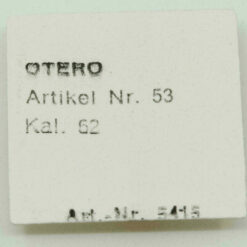 OTERO
Artikel Nr. 53
Kal. 62
Art.-Nr. 5415